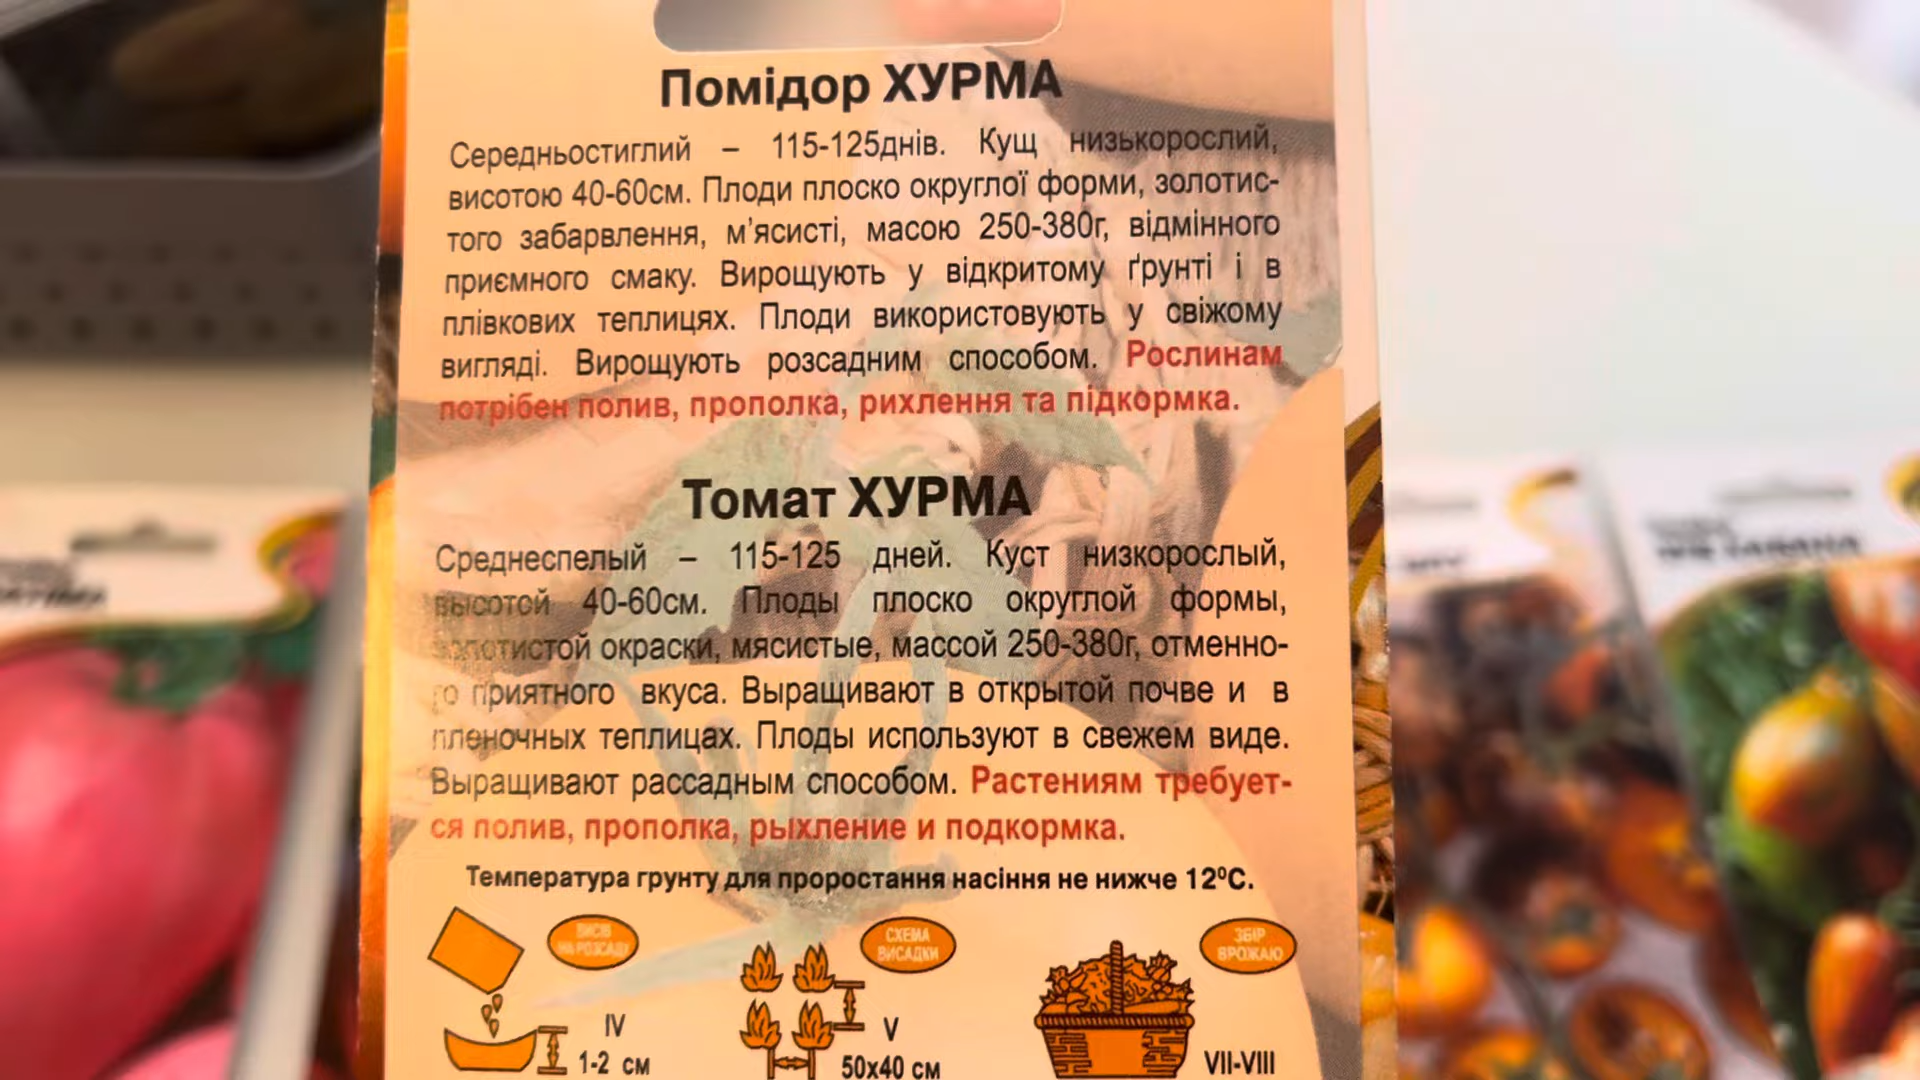 Помідор ХУРМА
Середньостиглий – 115-125днів. Кущ низькорослий,
висотою 40-60см. Плоди плоско округлої форми, золотис-
того забарвлення, м'ясисті, масою 250-380г, відмінного
приємного смаку. Вирощують у відкритому ґрунті і в
плівкових теплицях. Плоди використовують у свіжому
вигляді. Вирощують розсадним способом. Рослинам
потрібен полив, прополка, рихлення та підкормка.
Томат ХУРМА
Среднеспелый – 115-125 дней. Куст низкорослый,
высотой 40-60см. Плоды плоско округлой формы,
золотистой окраски, мясистые, массой 250-380г, отменно-
го приятного вкуса. Выращивают в открытой почве и в
пленочных теплицах. Плоды используют в свежем виде.
Выращивают рассадным способом. Растениям требует-
ся полив, прополка, рыхление и подкормка.
Температура грунту для проростання насіння не нижче 12⁰С.
ВИСІВ
НА РОЗСАДУ
IV
1-2 см
СХЕМА
ВИСАДКИ
V
50х40 см
ЗБІР
ВРОЖАЮ
VII-VIII